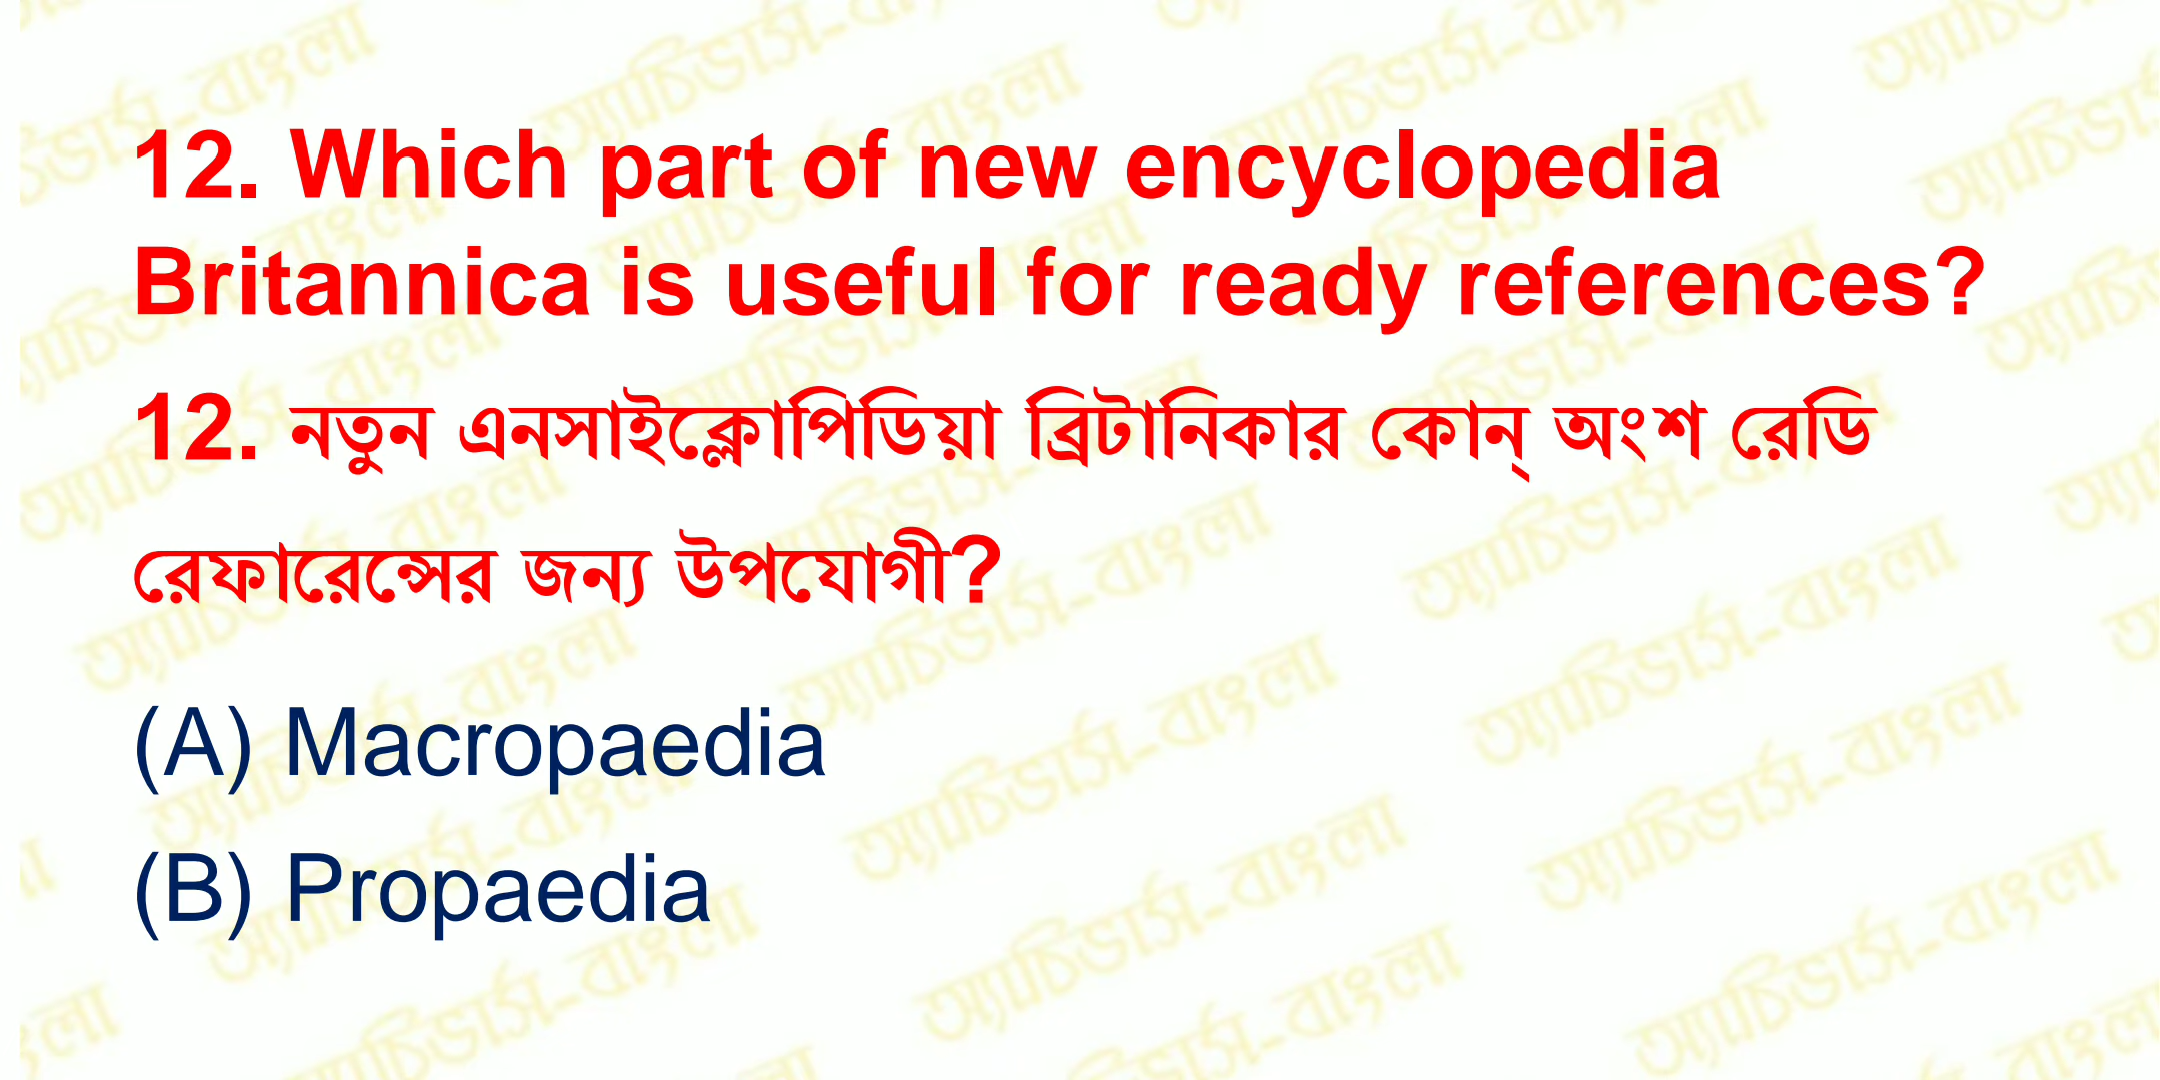 12. Which part of new encyclopedia
Britannica is useful for ready references?
12. নতুন এনসাইক্লোপিডিয়া ব্রিটানিকার কোন্ অংশ রেডি
রেফারেন্সের জন্য উপযোগী?
(A) Macropaedia
(B) Propaedia